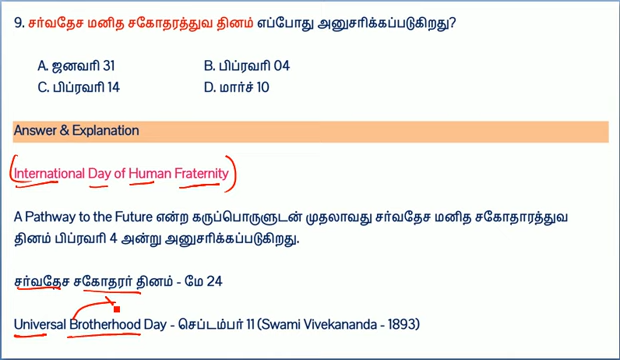 9. சர்வதேச மனித சகோதரத்துவ தினம் எப்போது அனுசரிக்கப்படுகிறது?
A. ஜனவரி 31 B. பிப்ரவரி 04
C. பிப்ரவரி 14 D. மார்ச் 10
Answer & Explanation
International Day of Human Fraternity
A Pathway to the Future என்ற கருப்பொருளுடன் முதலாவது சர்வதேச மனித சகோதாரத்துவ
தினம் பிப்ரவரி 4 அன்று அனுசரிக்கப்படுகிறது.
சர்வதேச சகோதரர் தினம் - மே 24
Universal Brotherhood Day - செப்டம்பர் 11 (Swami Vivekananda - 1893)